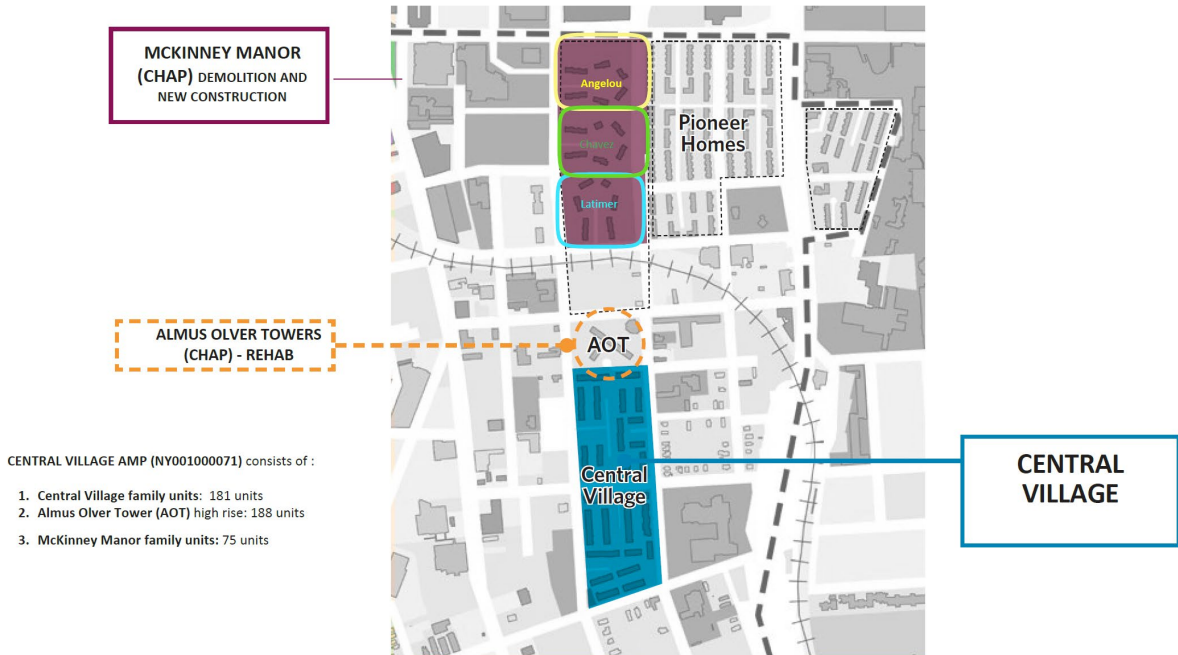 MCKINNEY MANOR
(CHAP) DEMOLITION AND
NEW CONSTRUCTION
Angelou
Chavez
Latimer
Pioneer
Homes
ALMUS OLVER TOWERS
(CHAP) - REHAB
AOT
CENTRAL VILLAGE AMP (NY001000071) consists of :
1. Central Village family units: 181 units
2. Almus Olver Tower (AOT) high rise: 188 units
3. McKinney Manor family units: 75 units
Central
Village
CENTRAL
VILLAGE